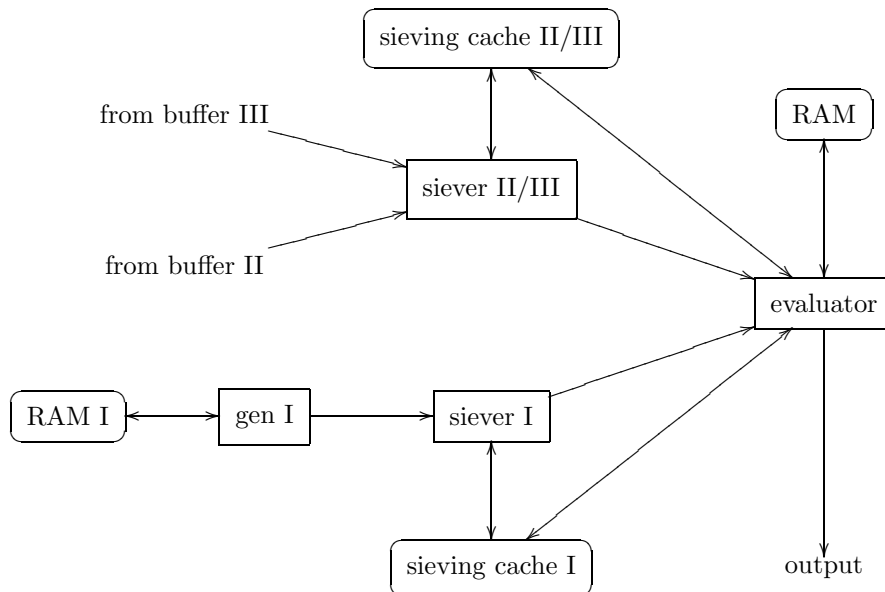 sieving cache II/III
from buffer III
RAM
siever II/III
from buffer II
evaluator
RAM I
gen I
siever I
sieving cache I
output